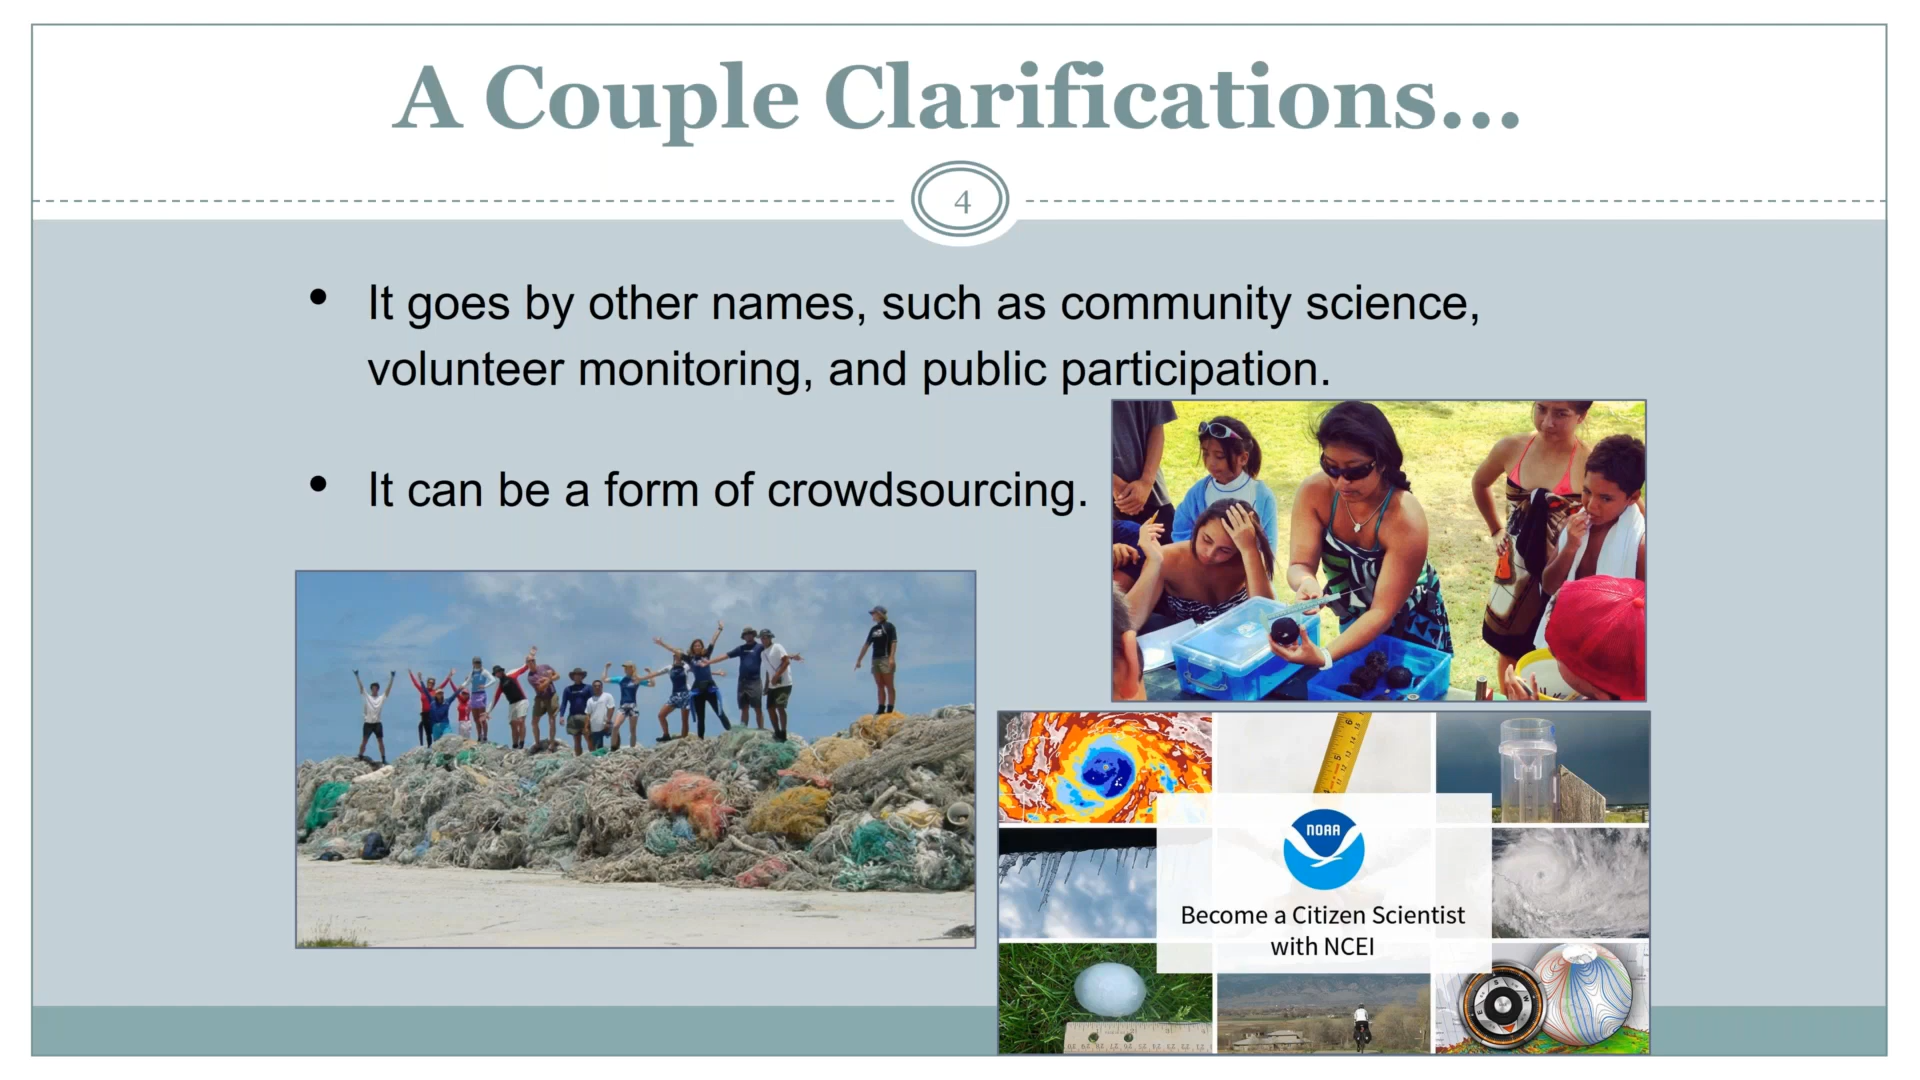 A Couple Clarifications...
4
• It goes by other names, such as community science,
volunteer monitoring, and public participation.
• It can be a form of crowdsourcing.
NOAA
Become a Citizen Scientist
with NCEI